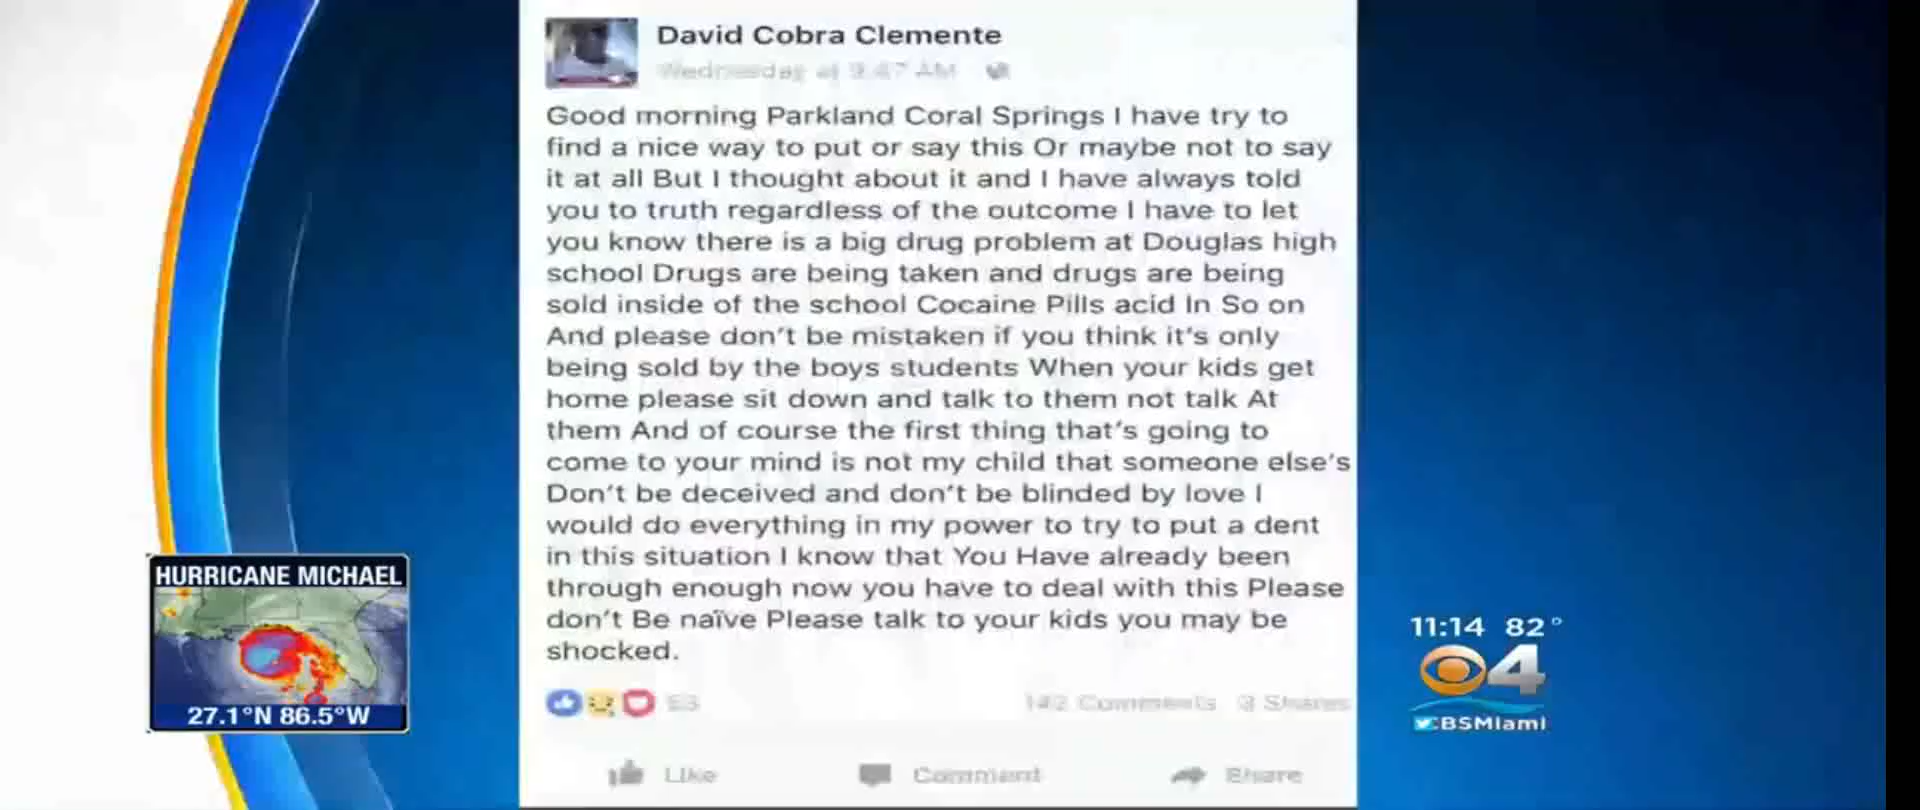 David Cobra Clemente
Wednesday at 9:47 AM
Good morning Parkland Coral Springs I have try to
find a nice way to put or say this Or maybe not to say
it at all But I thought about it and I have always told
you to truth regardless of the outcome I have to let
you know there is a big drug problem at Douglas high
school Drugs are being taken and drugs are being
sold inside of the school Cocaine Pills acid In So on
And please don't be mistaken if you think it's only
being sold by the boys students When your kids get
home please sit down and talk to them not talk At
them And of course the first thing that's going to
come to your mind is not my child that someone else's
Don't be deceived and don't be blinded by love I
would do everything in my power to try to put a dent
in this situation I know that You Have already been
through enough now you have to deal with this Please
don't Be naïve Please talk to your kids you may be
shocked.
53
142 Comments 3 Shares
Like Comment Share
HURRICANE MICHAEL
27.1°N 86.5°W
11:14 82°
4
CBSMiami